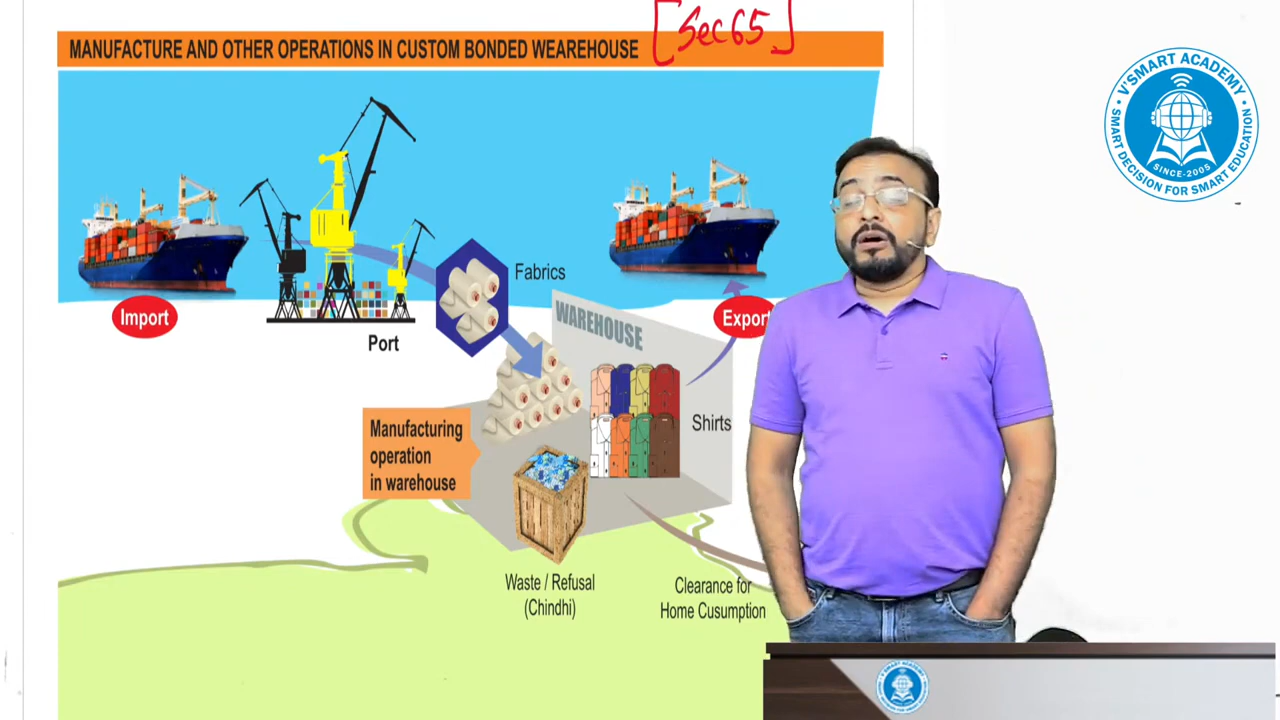 [Sec 65]
MANUFACTURE AND OTHER OPERATIONS IN CUSTOM BONDED WEAREHOUSE
V'SMART ACADEMY
SMART DECISION FOR SMART EDUCATION
SINCE-2005
Fabrics
WAREHOUSE
Import
Export
Port
Shirts
Manufacturing
operation
in warehouse
Waste / Refusal
(Chindhi)
Clearance for
Home Cusumption